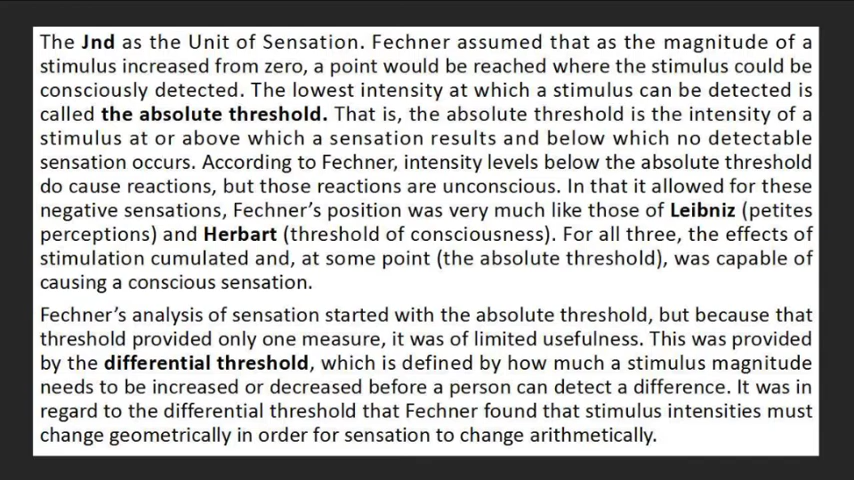 The Jnd as the Unit of Sensation. Fechner assumed that as the magnitude of a
stimulus increased from zero, a point would be reached where the stimulus could be
consciously detected. The lowest intensity at which a stimulus can be detected is
called the absolute threshold. That is, the absolute threshold is the intensity of a
stimulus at or above which a sensation results and below which no detectable
sensation occurs. According to Fechner, intensity levels below the absolute threshold
do cause reactions, but those reactions are unconscious. In that it allowed for these
negative sensations, Fechner’s position was very much like those of Leibniz (petites
perceptions) and Herbart (threshold of consciousness). For all three, the effects of
stimulation cumulated and, at some point (the absolute threshold), was capable of
causing a conscious sensation.
Fechner’s analysis of sensation started with the absolute threshold, but because that
threshold provided only one measure, it was of limited usefulness. This was provided
by the differential threshold, which is defined by how much a stimulus magnitude
needs to be increased or decreased before a person can detect a difference. It was in
regard to the differential threshold that Fechner found that stimulus intensities must
change geometrically in order for sensation to change arithmetically.